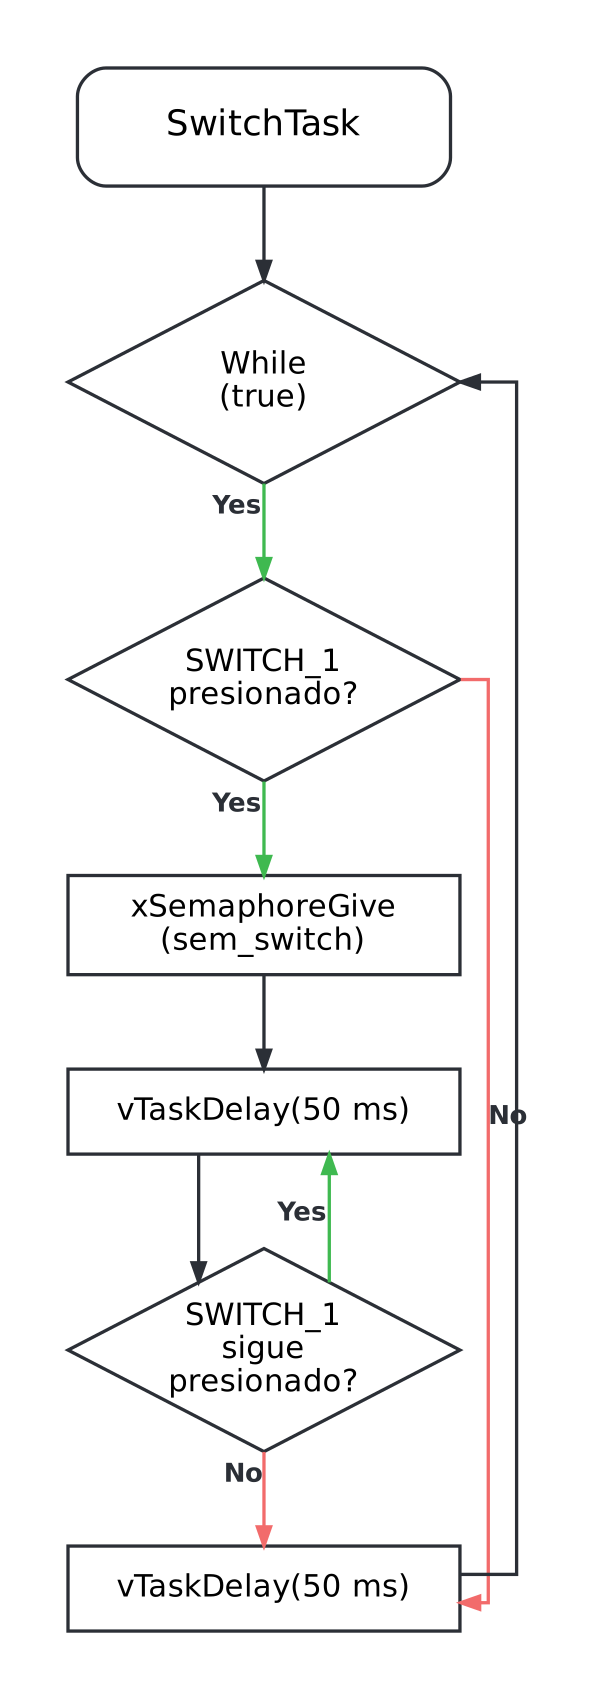 SwitchTask
While
(true)
Yes
SWITCH_1
presionado?
Yes
xSemaphoreGive
(sem_switch)
vTaskDelay(50 ms)
No
Yes
SWITCH_1
sigue
presionado?
No
vTaskDelay(50 ms)